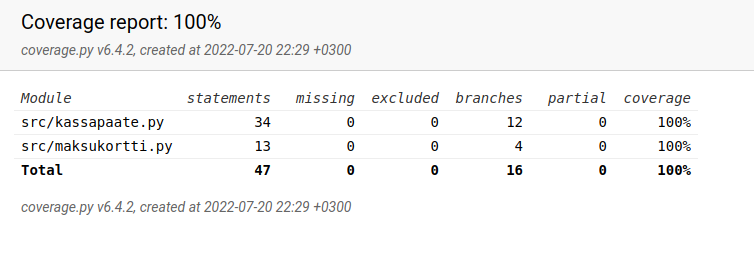 Coverage report: 100%
coverage.py v6.4.2, created at 2022-07-20 22:29 +0300
Module statements missing excluded branches partial coverage
src/kassapaate.py 34 0 0 12 0 100%
src/maksukortti.py 13 0 0 4 0 100%
Total 47 0 0 16 0 100%
coverage.py v6.4.2, created at 2022-07-20 22:29 +0300